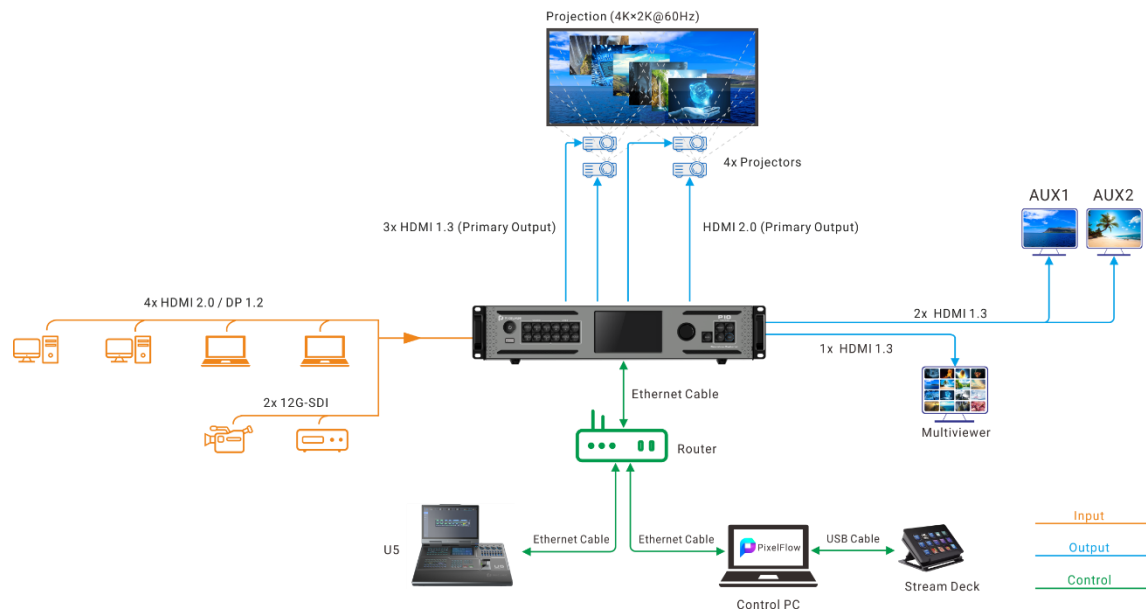 Projection (4K×2K@60Hz)
4x Projectors
3x HDMI 1.3 (Primary Output)
HDMI 2.0 (Primary Output)
AUX1
AUX2
4x HDMI 2.0 / DP 1.2
P10
2x HDMI 1.3
1x HDMI 1.3
Ethernet Cable
2x 12G-SDI
Multiviewer
Router
Input
Ethernet Cable
Ethernet Cable
PixelFlow
USB Cable
U5
Output
Stream Deck
Control
Control PC